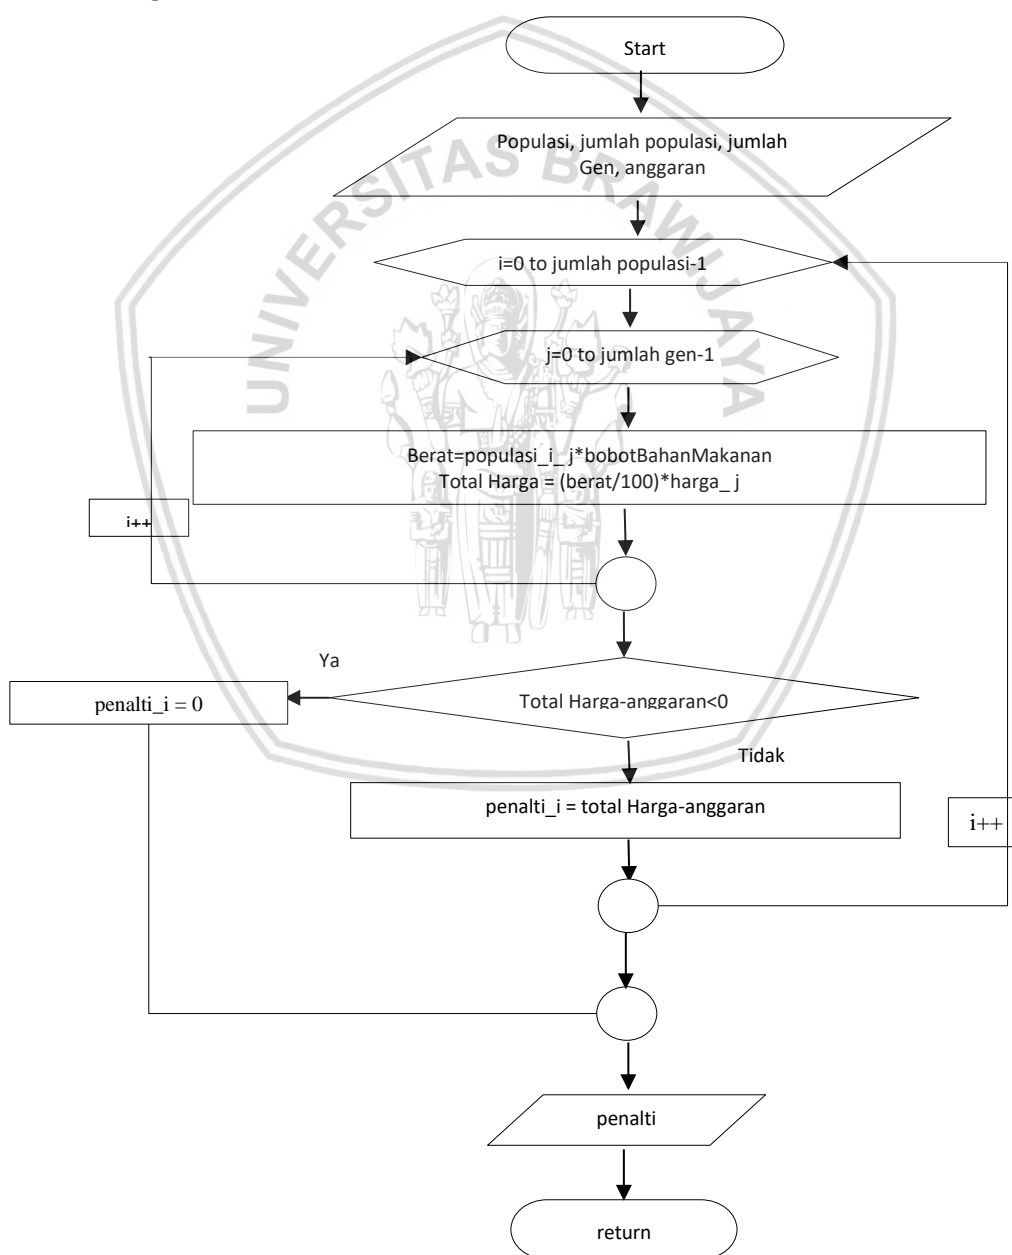 Start
Populasi, jumlah populasi, jumlah
Gen, anggaran
UNIVERSITAS BRAWIJAYA
i=0 to jumlah populasi-1
j=0 to jumlah gen-1
Berat=populasi_i_ j*bobotBahanMakanan
Total Harga = (berat/100)*harga_ j
i++
Ya
Total Harga-anggaran<0
penalti_i = 0
Tidak
penalti_i = total Harga-anggaran
i++
penalti
return